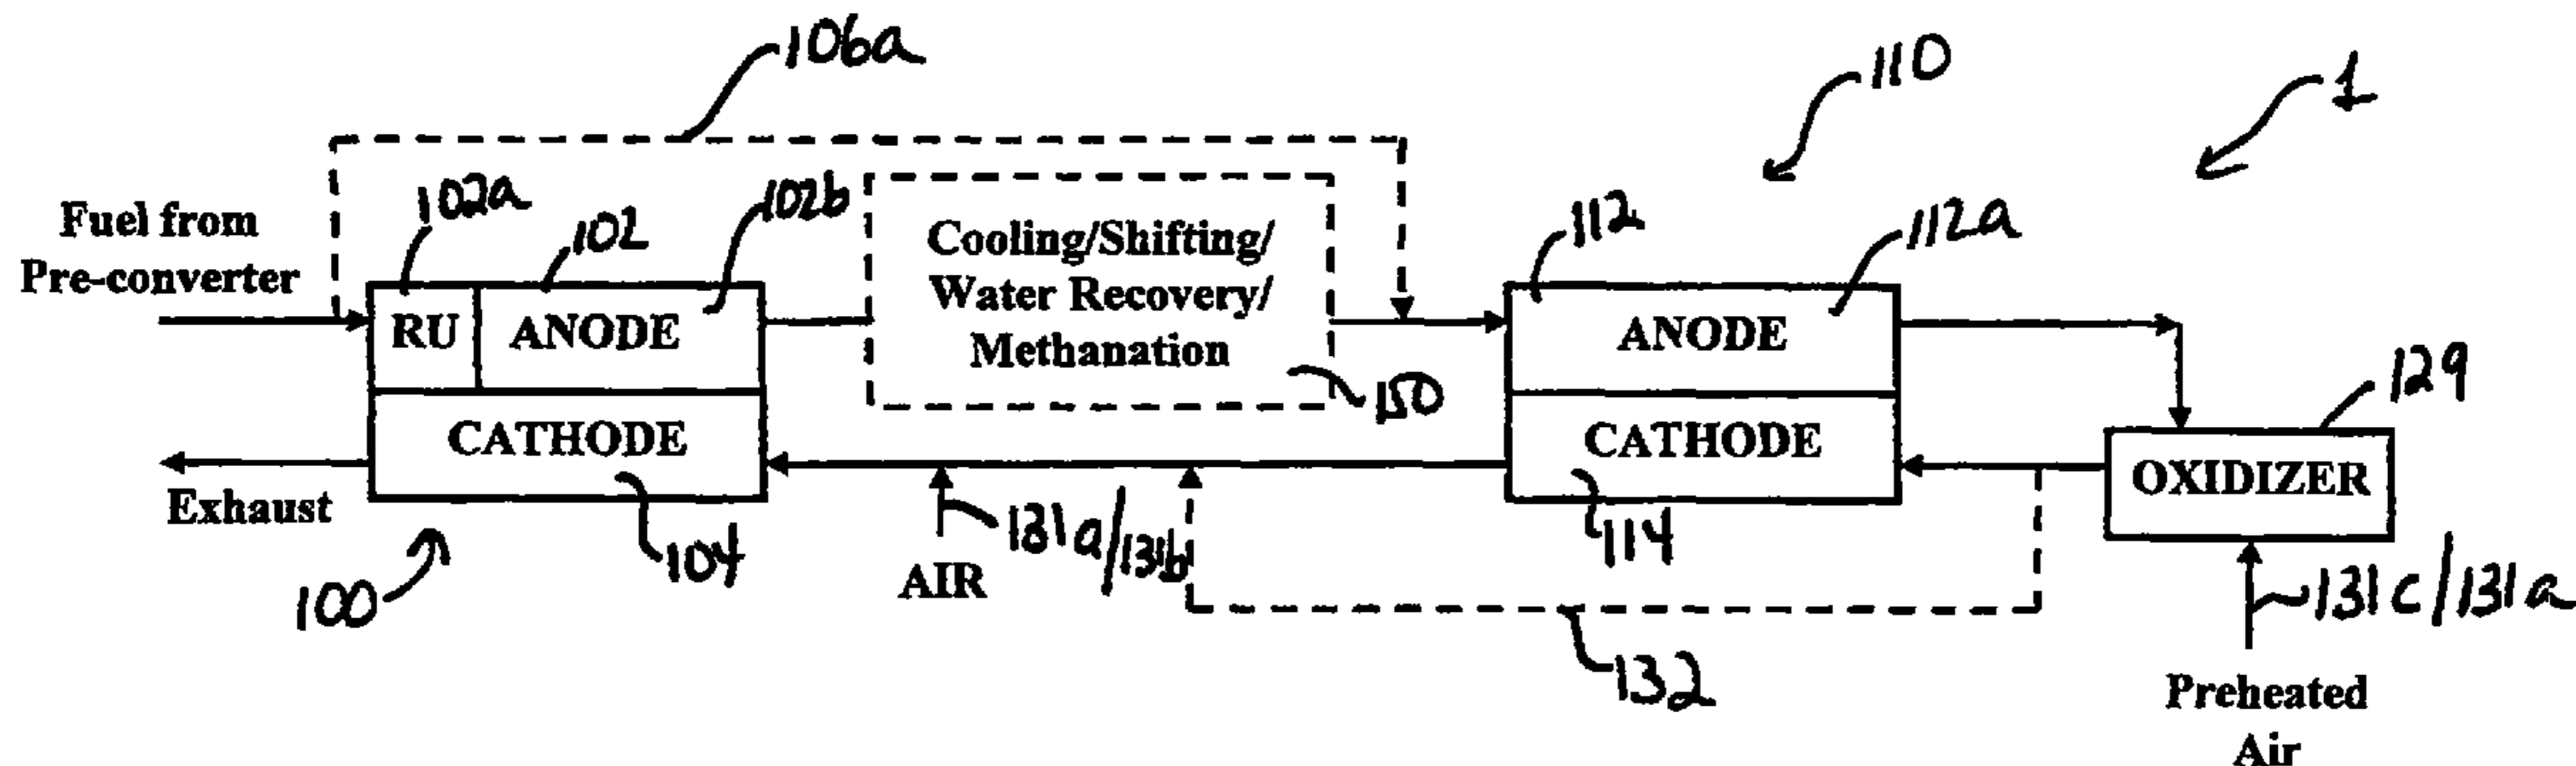 106a
110
1
Fuel from
Pre-converter
102a
102
102b
Cooling/Shifting/
Water Recovery/
Methanation
150
112
112a
RU
ANODE
ANODE
129
CATHODE
CATHODE
OXIDIZER
Exhaust
100
104
AIR
131a/131b
114
132
131c/131a
Preheated
Air